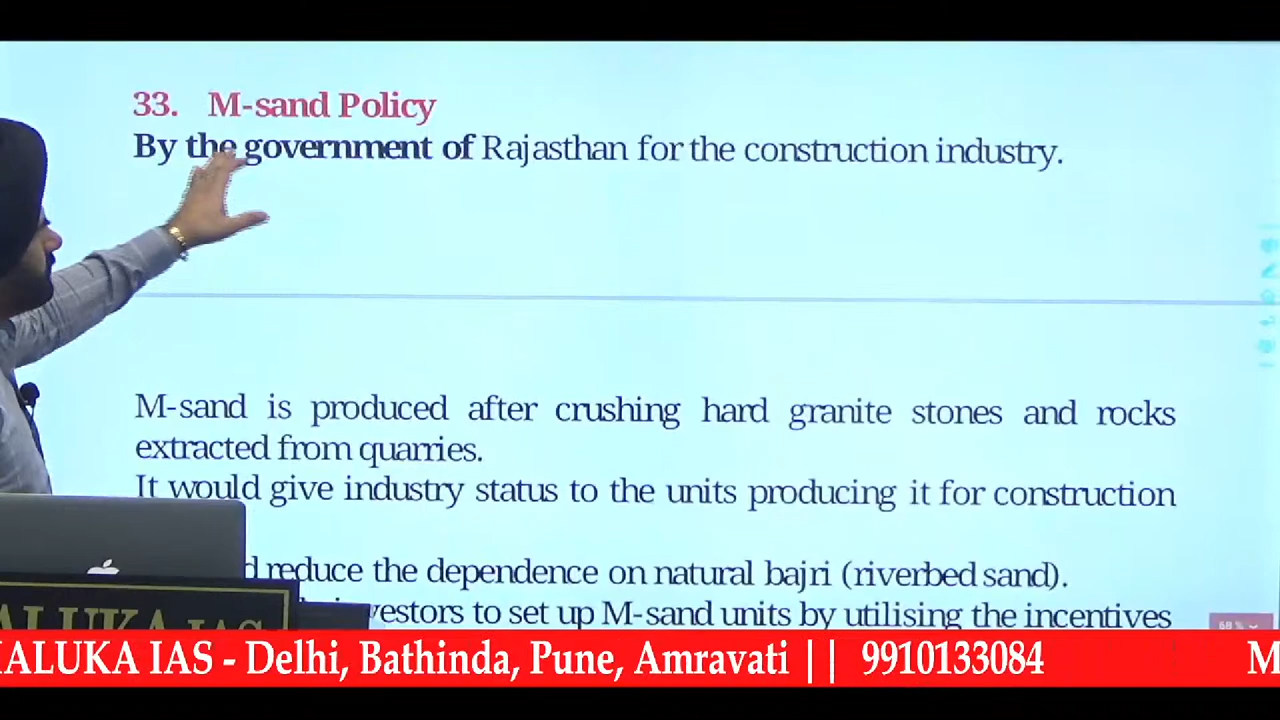 33. M-sand Policy
By the government of Rajasthan for the construction industry.
M-sand is produced after crushing hard granite stones and rocks
extracted from quarries.
It would give industry status to the units producing it for construction
reduce the dependence on natural bajri (riverbed sand).
to set up M-sand units by utilising the incentives
68 %
ALUKA IAS
ALUKA IAS - Delhi, Bathinda, Pune, Amravati || 9910133084 M